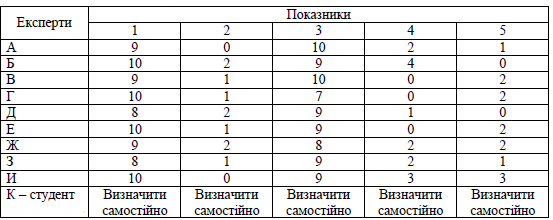 Експерти Показники
1 2 3 4 5
А 9 0 10 2 1
Б 10 2 9 4 0
В 9 1 10 0 2
Г 10 1 7 0 2
Д 8 2 9 1 0
Е 10 1 9 0 2
Ж 9 2 8 2 2
З 8 1 9 2 1
И 10 0 9 3 3
К – студент Визначити Визначити Визначити Визначити Визначити
самостійно самостійно самостійно самостійно самостійно